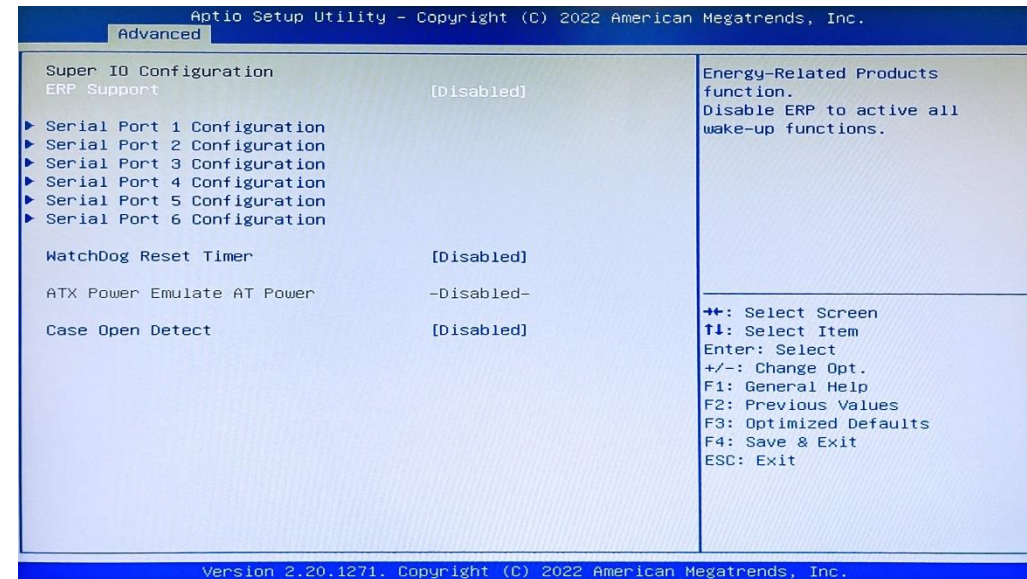 Aptio Setup Utility – Copyright (C) 2022 American Megatrends, Inc.
Advanced
Super IO Configuration
ERP Support [Disabled]
Serial Port 1 Configuration
Serial Port 2 Configuration
Serial Port 3 Configuration
Serial Port 4 Configuration
Serial Port 5 Configuration
Serial Port 6 Configuration
WatchDog Reset Timer [Disabled]
ATX Power Emulate AT Power -Disabled-
Case Open Detect [Disabled]
Energy-Related Products
function.
Disable ERP to active all
wake-up functions.
→←: Select Screen
↑↓: Select Item
Enter: Select
+/-: Change Opt.
F1: General Help
F2: Previous Values
F3: Optimized Defaults
F4: Save & Exit
ESC: Exit
Version 2.20.1271. Copyright (C) 2022 American Megatrends, Inc.